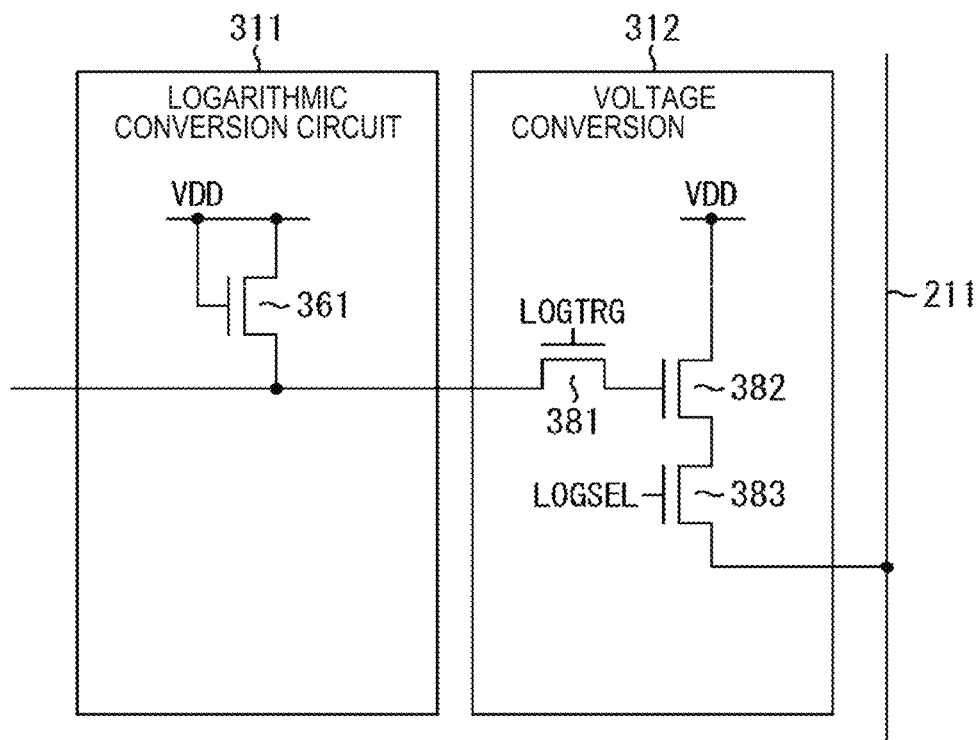 311
312
LOGARITHMIC
CONVERSION CIRCUIT
VOLTAGE
CONVERSION
VDD
VDD
361
211
LOGTRG
381
382
LOGSEL
383